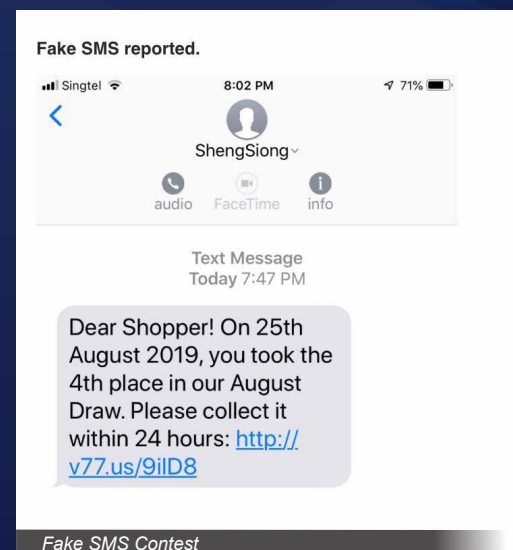 Fake SMS reported.
Singtel 8:02 PM 71%
ShengSiong
audio FaceTime info
Text Message
Today 7:47 PM
Dear Shopper! On 25th
August 2019, you took the
4th place in our August
Draw. Please collect it
within 24 hours: http://
v77.us/9ilD8
Fake SMS Contest